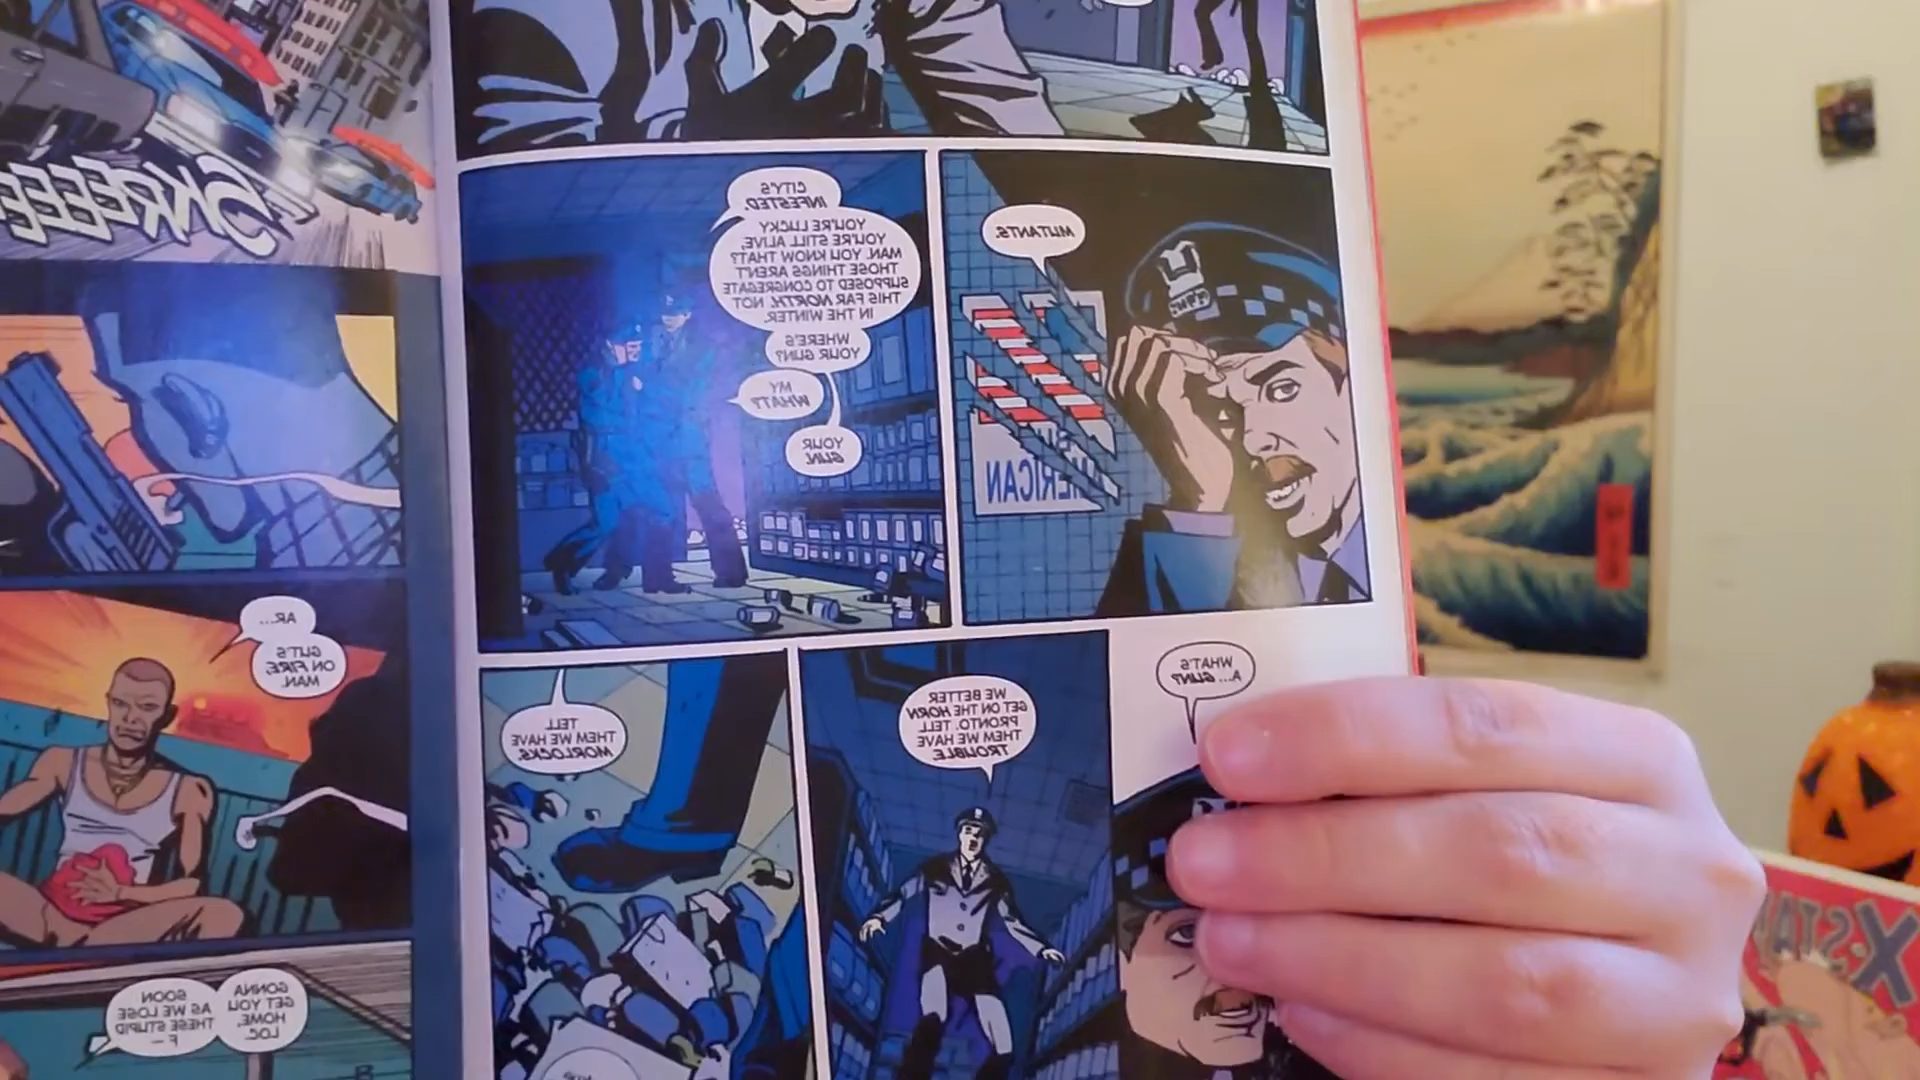 MUTANTS.
AMERICAN
CITY'S
INFESTED.
YOU'RE LUCKY
YOU'RE STILL ALIVE,
MAN. YOU KNOW THAT?
THOSE THINGS AREN'T
SUPPOSED TO CONGREGATE
THIS FAR NORTH, NOT
IN THE WINTER.
WHERE'S
YOUR GUN?
MY
WHAT?
YOUR
GUN.
WHAT'S
A... GUN?
WE BETTER
GET ON THE HORN
PRONTO. TELL
THEM WE HAVE
TROUBLE.
TELL
THEM WE HAVE
MORLOCKS.
SKREEEE
AR...
GUT'S
ON FIRE,
MAN.
GONNA
GET YOU
HOME,
LOC.
SOON
AS WE LOSE
THESE STUPID
F—
X-STA